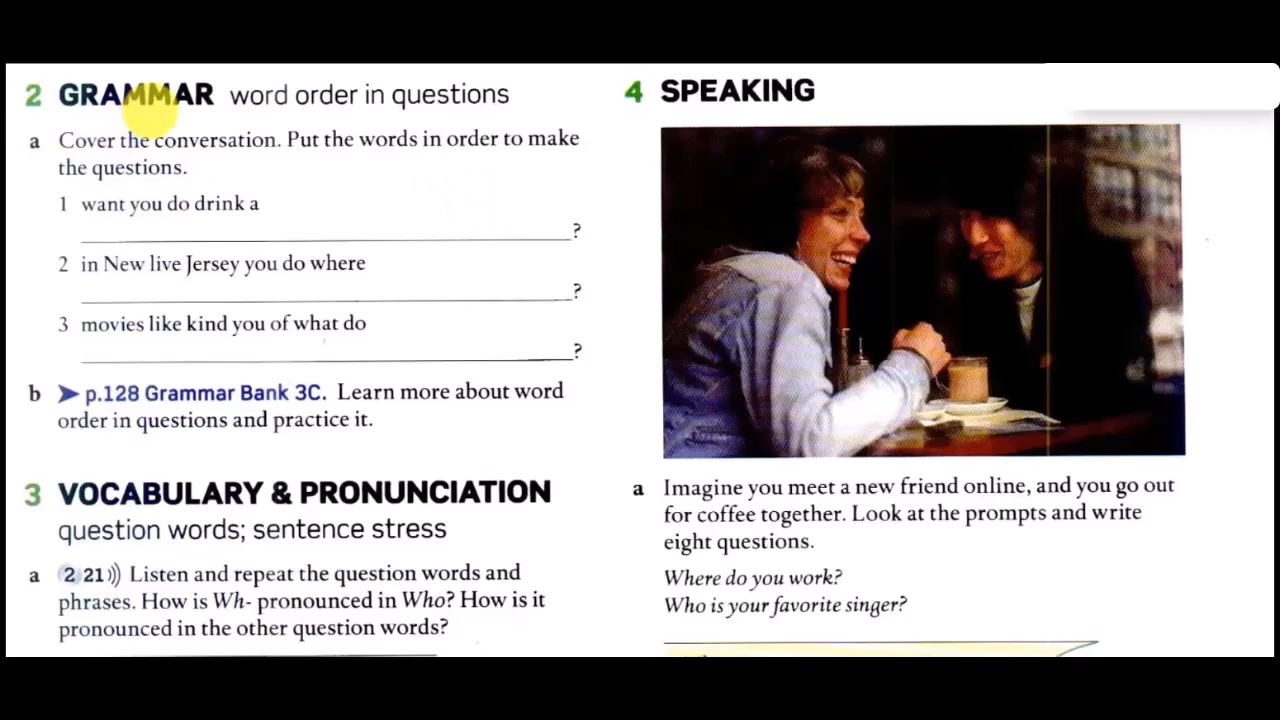 2 GRAMMAR word order in questions
a Cover the conversation. Put the words in order to make
the questions.
1 want you do drink a
?
2 in New live Jersey you do where
?
3 movies like kind you of what do
?
b ➤ p.128 Grammar Bank 3C. Learn more about word
order in questions and practice it.
3 VOCABULARY & PRONUNCIATION
question words; sentence stress
a 2 21)) Listen and repeat the question words and
phrases. How is Wh- pronounced in Who? How is it
pronounced in the other question words?
4 SPEAKING
a Imagine you meet a new friend online, and you go out
for coffee together. Look at the prompts and write
eight questions.
Where do you work?
Who is your favorite singer?